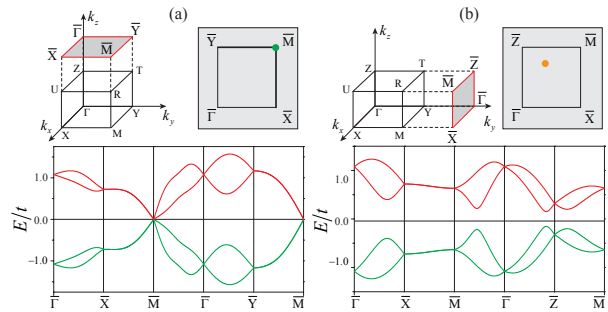 (a)
k_z
Γ̅
Y̅
X̅
M̅
Z
T
U
R
Γ
Y
k_y
k_x
X
M
Y̅
M̅
Γ̅
X̅
(b)
k_z
Z
T
Z̅
M̅
U
R
Γ
Y
Γ̅
k_y
k_x
X
M
X̅
Z̅
M̅
Γ̅
X̅
E/t
1.0
0.0
−1.0
Γ̅ X̅ M̅ Γ̅ Y̅ M̅
E/t
1.0
0.0
−1.0
Γ̅ X̅ M̅ Γ̅ Z̅ M̅